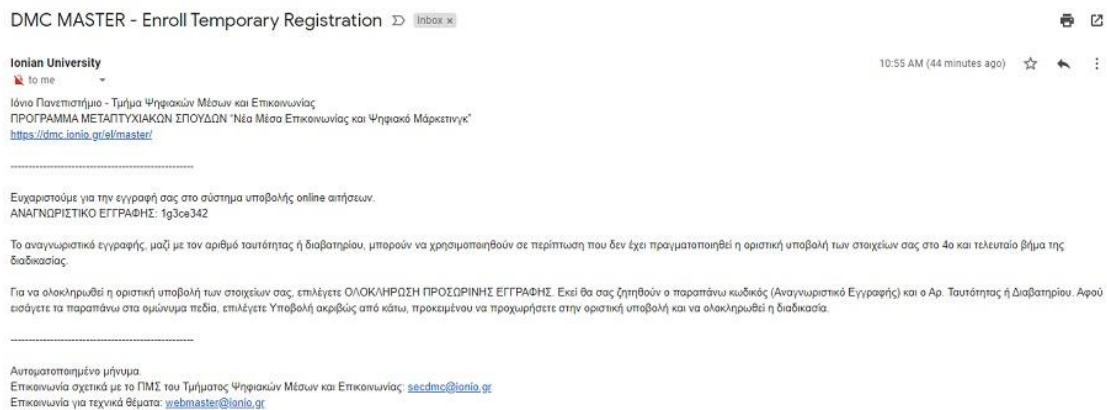 DMC MASTER - Enroll Temporary Registration Inbox x
Ionian University 10:55 AM (44 minutes ago)
to me
Ιόνιο Πανεπιστήμιο - Τμήμα Ψηφιακών Μέσων και Επικοινωνίας
ΠΡΟΓΡΑΜΜΑ ΜΕΤΑΠΤΥΧΙΑΚΩΝ ΣΠΟΥΔΩΝ "Νέα Μέσα Επικοινωνίας και Ψηφιακό Μάρκετινγκ"
https://dmc.ionio.gr/el/master/
--------------------------------------------------
Ευχαριστούμε για την εγγραφή σας στο σύστημα υποβολής online αιτήσεων.
ΑΝΑΓΝΩΡΙΣΤΙΚΟ ΕΓΓΡΑΦΗΣ: 1g3ce342
Το αναγνωριστικό εγγραφής, μαζί με τον αριθμό ταυτότητας ή διαβατηρίου, μπορούν να χρησιμοποιηθούν σε περίπτωση που δεν έχει πραγματοποιηθεί η οριστική υποβολή των στοιχείων σας στο 4ο και τελευταίο βήμα της
διαδικασίας.
Για να ολοκληρωθεί η οριστική υποβολή των στοιχείων σας, επιλέγετε ΟΛΟΚΛΗΡΩΣΗ ΠΡΟΣΩΡΙΝΗΣ ΕΓΓΡΑΦΗΣ. Εκεί θα σας ζητηθούν ο παραπάνω κωδικός (Αναγνωριστικό Εγγραφής) και ο Αρ. Ταυτότητας ή Διαβατηρίου. Αφού
εισάγετε τα παραπάνω στα ομώνυμα πεδία, επιλέγετε Υποβολή ακριβώς από κάτω, προκειμένου να προχωρήσετε στην οριστική υποβολή και να ολοκληρωθεί η διαδικασία.
--------------------------------------------------
Αυτοματοποιημένο μήνυμα.
Επικοινωνία σχετικά με το ΠΜΣ του Τμήματος Ψηφιακών Μέσων και Επικοινωνίας: secdmc@ionio.gr
Επικοινωνία για τεχνικά θέματα: webmaster@ionio.gr